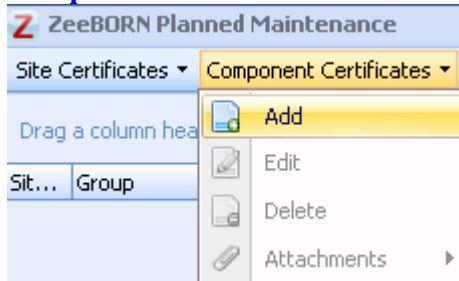 Z ZeeBORN Planned Maintenance
Site Certificates Component Certificates
Drag a column hea
Add
Sit... Group
Edit
Delete
Attachments